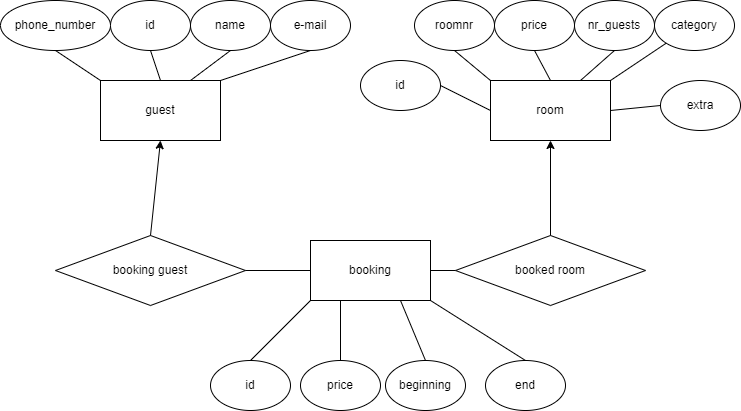 phone_number
id
name
e-mail
roomnr
price
nr_guests
category
id
guest
room
extra
booking guest
booking
booked room
id
price
beginning
end